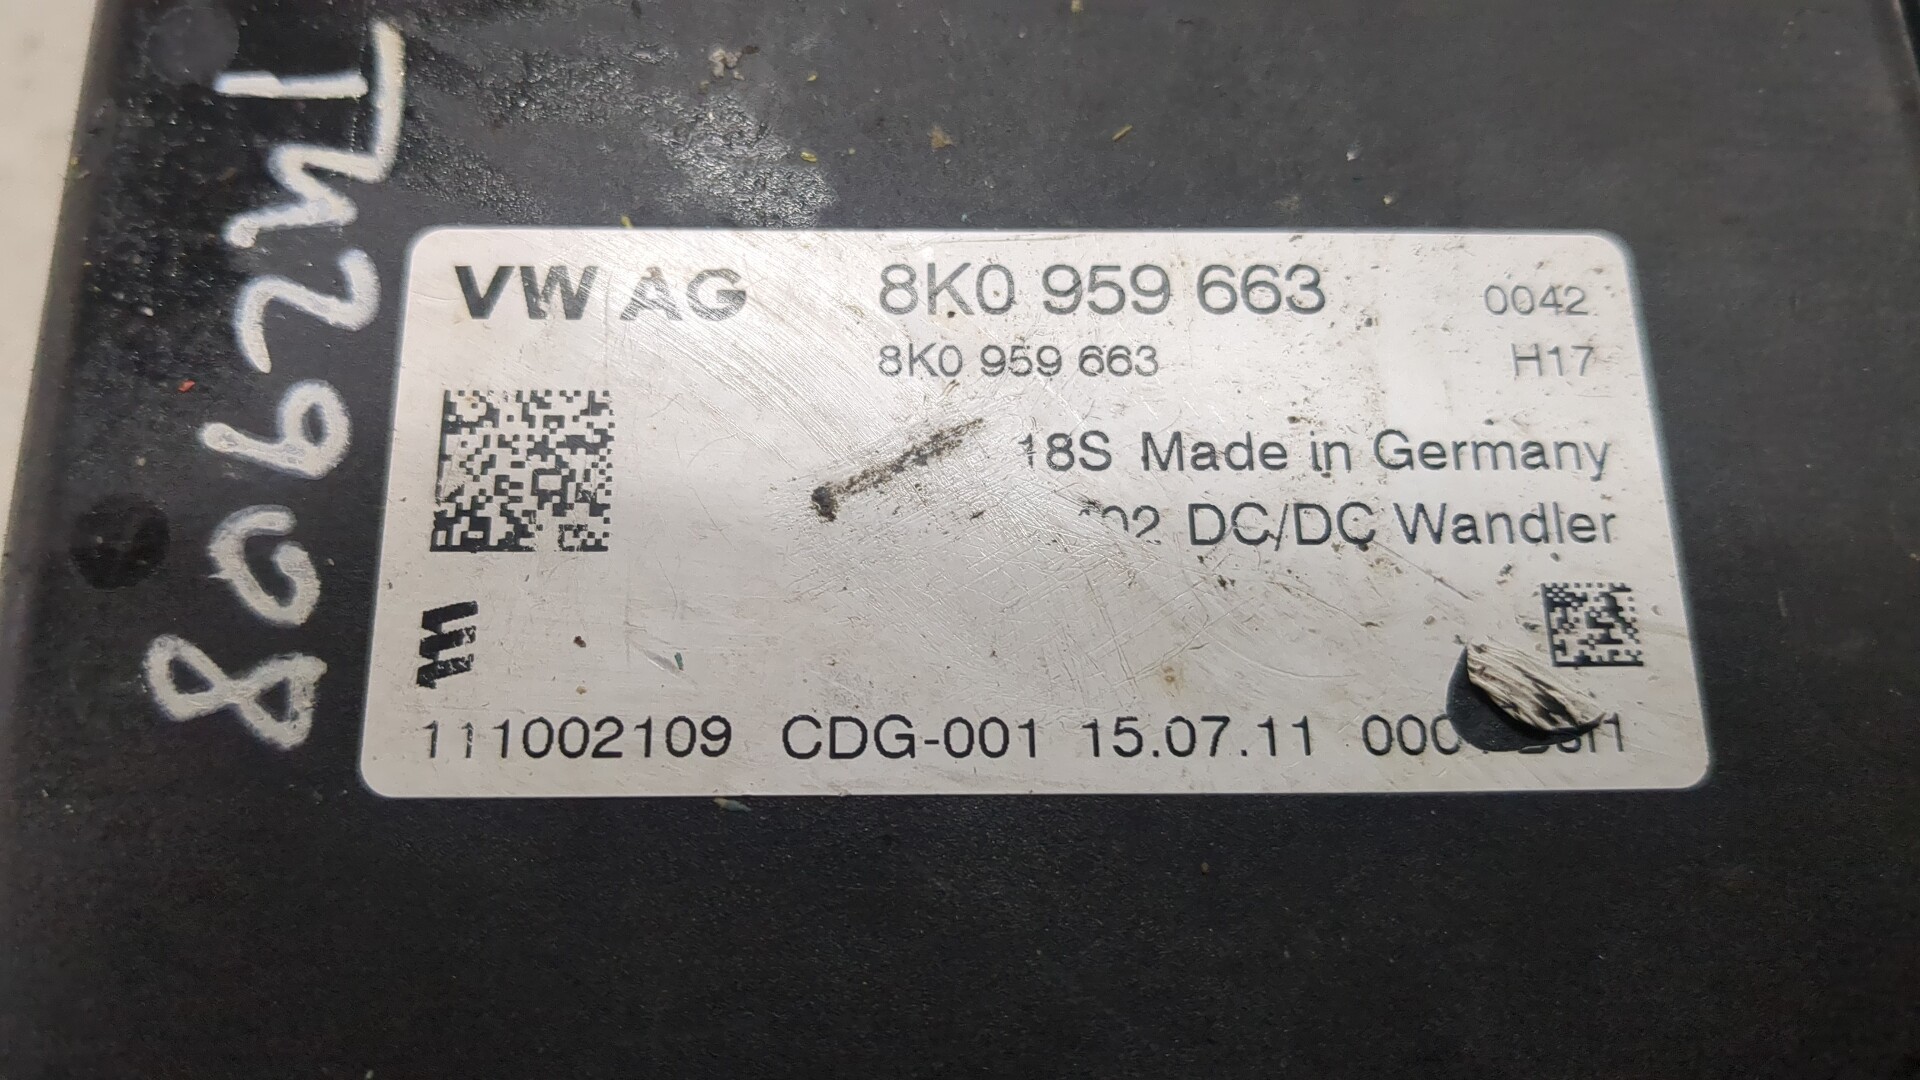 VW AG 8K0 959 663 0042
8K0 959 663 H17
18S Made in Germany
DC/DC Wandler
111002109 CDG-001 15.07.11